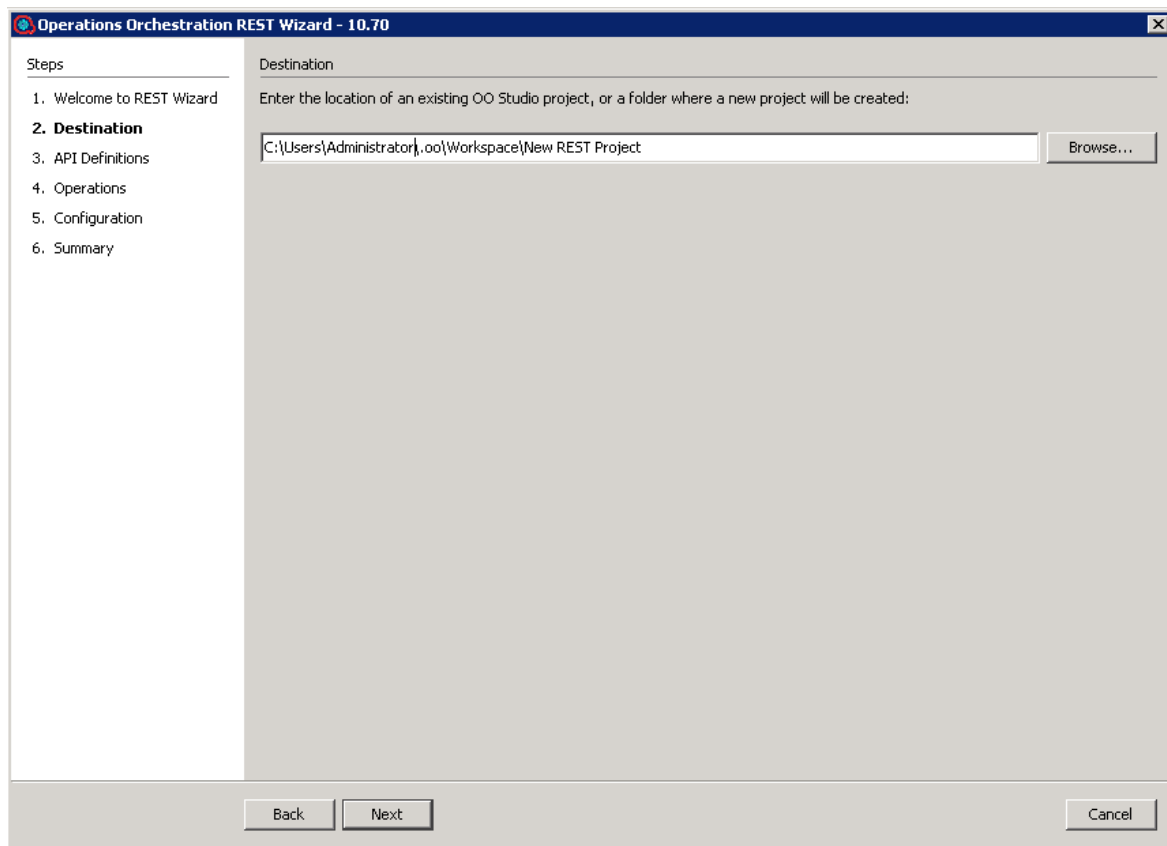 Operations Orchestration REST Wizard - 10.70
Steps
1. Welcome to REST Wizard
2. Destination
3. API Definitions
4. Operations
5. Configuration
6. Summary
Destination
Enter the location of an existing OO Studio project, or a folder where a new project will be created:
C:\Users\Administrator\.oo\Workspace\New REST Project
Browse...
Back
Next
Cancel